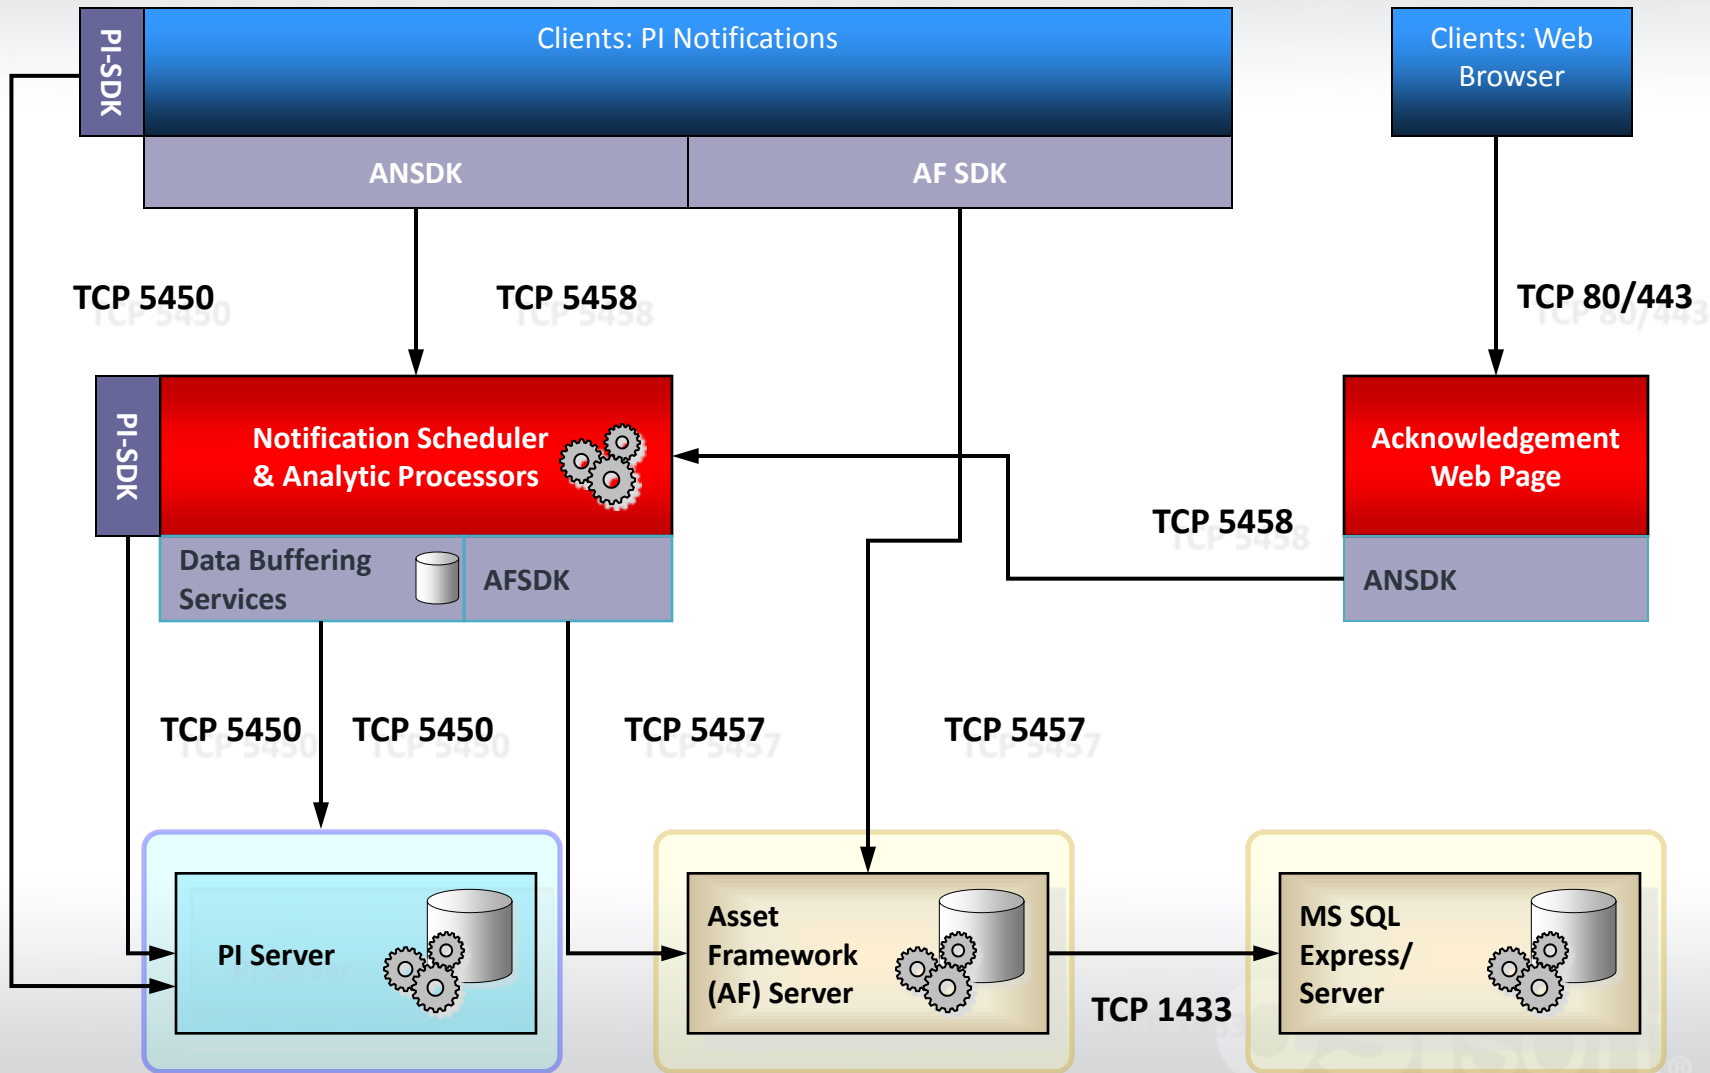 PI-SDK
Clients: PI Notifications
Clients: Web
Browser
ANSDK
AF SDK
TCP 5450
TCP 5458
TCP 80/443
PI-SDK
Notification Scheduler
& Analytic Processors
Acknowledgement
Web Page
TCP 5458
Data Buffering
Services
AFSDK
ANSDK
TCP 5450
TCP 5450
TCP 5457
TCP 5457
PI Server
Asset
Framework
(AF) Server
MS SQL
Express/
Server
TCP 1433